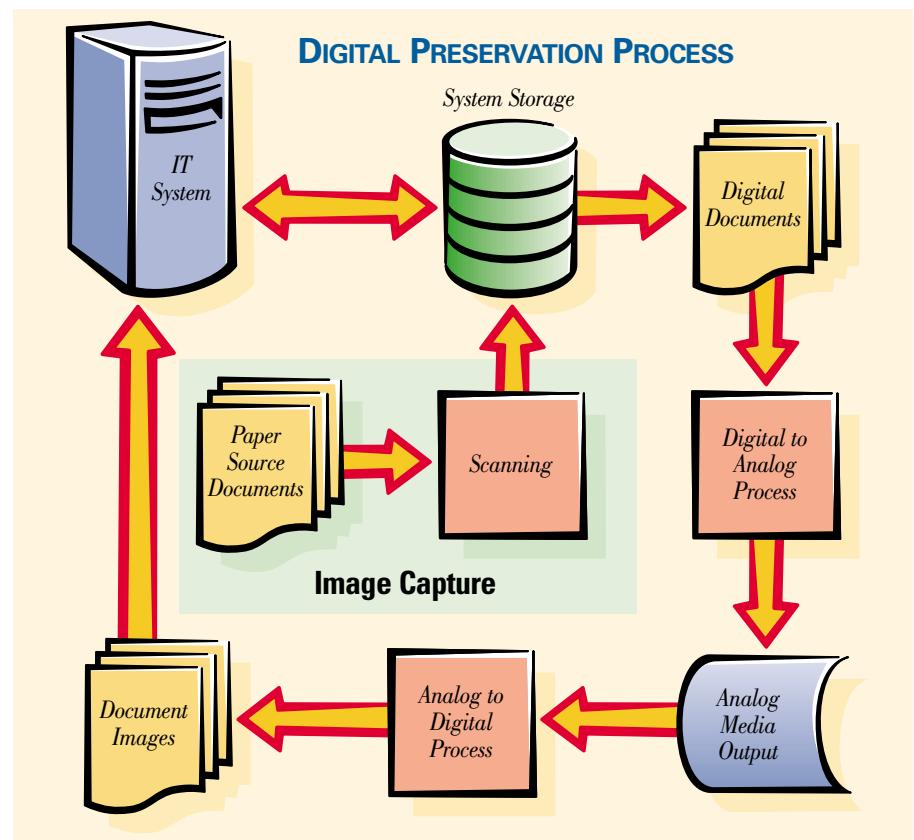 DIGITAL PRESERVATION PROCESS
System Storage
IT
System
Digital
Documents
Paper
Source
Documents
Scanning
Digital to
Analog
Process
Image Capture
Document
Images
Analog to
Digital
Process
Analog
Media
Output